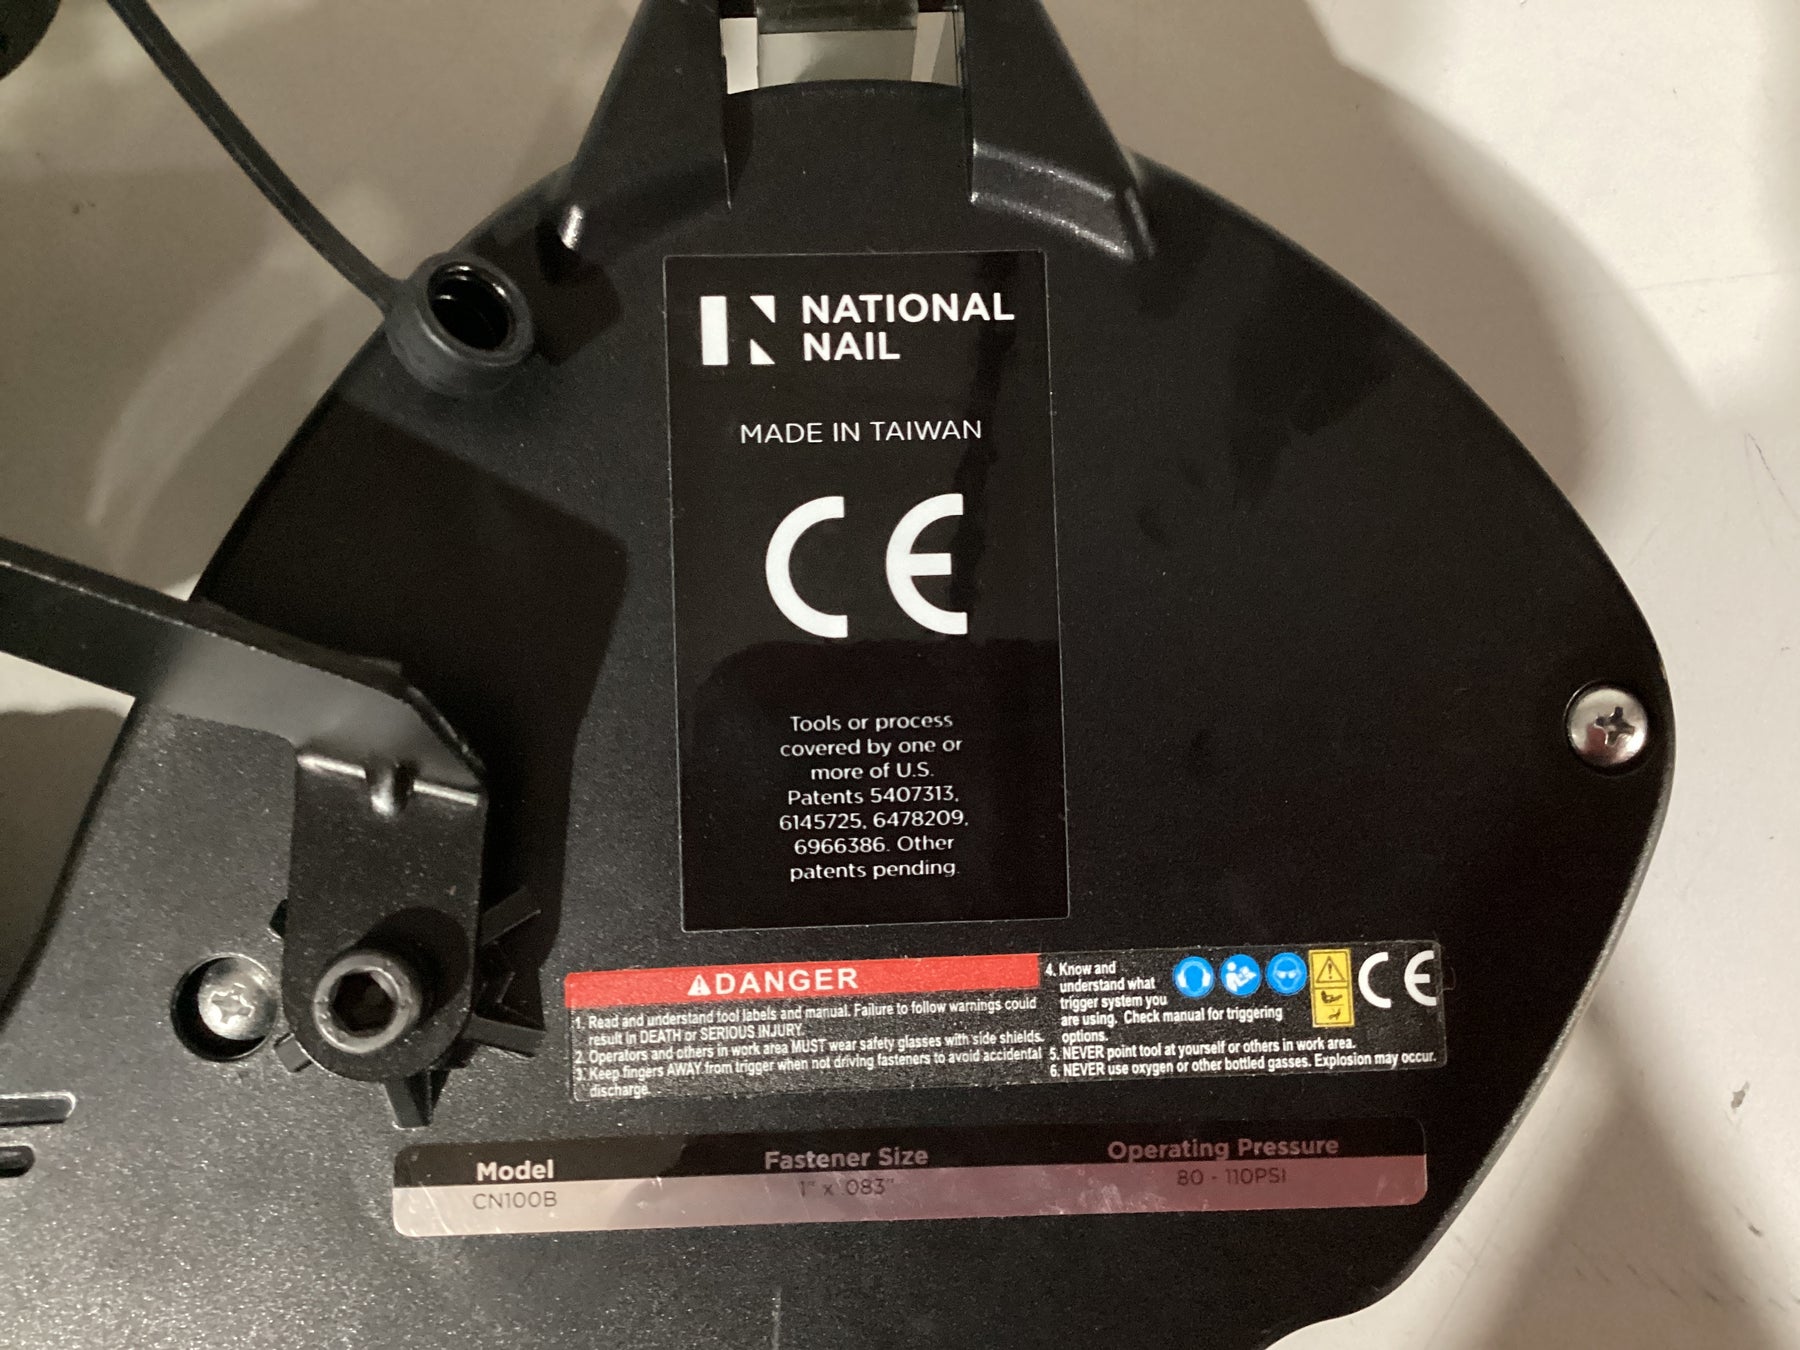 NATIONAL
NAIL
MADE IN TAIWAN
CE
Tools or process
covered by one or
more of U.S.
Patents 5407313,
6145725, 6478209,
6966386. Other
patents pending.
DANGER
1. Read and understand tool labels and manual. Failure to follow warnings could
result in DEATH or SERIOUS INJURY.
2. Operators and others in work area MUST wear safety glasses with side shields.
3. Keep fingers AWAY from trigger when not driving fasteners to avoid accidental
discharge.
4. Know and
understand what
trigger system you
are using. Check manual for triggering
options.
5. NEVER point tool at yourself or others in work area.
6. NEVER use oxygen or other bottled gasses. Explosion may occur.
CE
Model Fastener Size Operating Pressure
CN100B 1" x .083" 80 - 110PSI